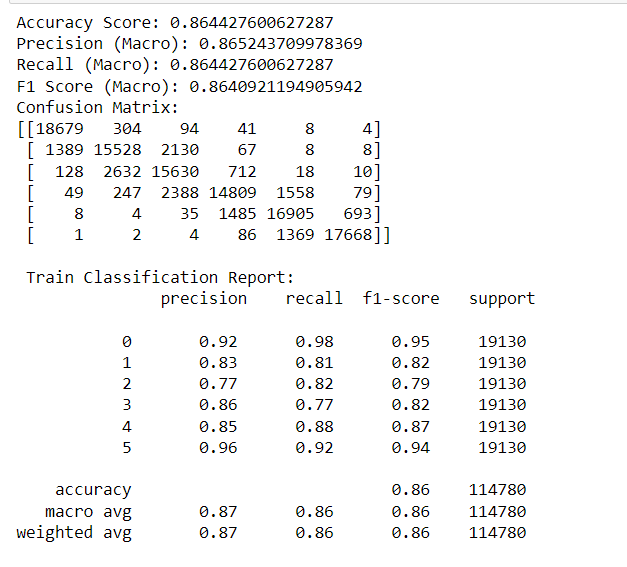 Accuracy Score: 0.864427600627287
Precision (Macro): 0.865243709978369
Recall (Macro): 0.864427600627287
F1 Score (Macro): 0.8640921194905942
Confusion Matrix:
[[18679 304 94 41 8 4]
[ 1389 15528 2130 67 8 8]
[ 128 2632 15630 712 18 10]
[ 49 247 2388 14809 1558 79]
[ 8 4 35 1485 16905 693]
[ 1 2 4 86 1369 17668]]
Train Classification Report:
precision recall f1-score support
0 0.92 0.98 0.95 19130
1 0.83 0.81 0.82 19130
2 0.77 0.82 0.79 19130
3 0.86 0.77 0.82 19130
4 0.85 0.88 0.87 19130
5 0.96 0.92 0.94 19130
accuracy 0.86 114780
macro avg 0.87 0.86 0.86 114780
weighted avg 0.87 0.86 0.86 114780